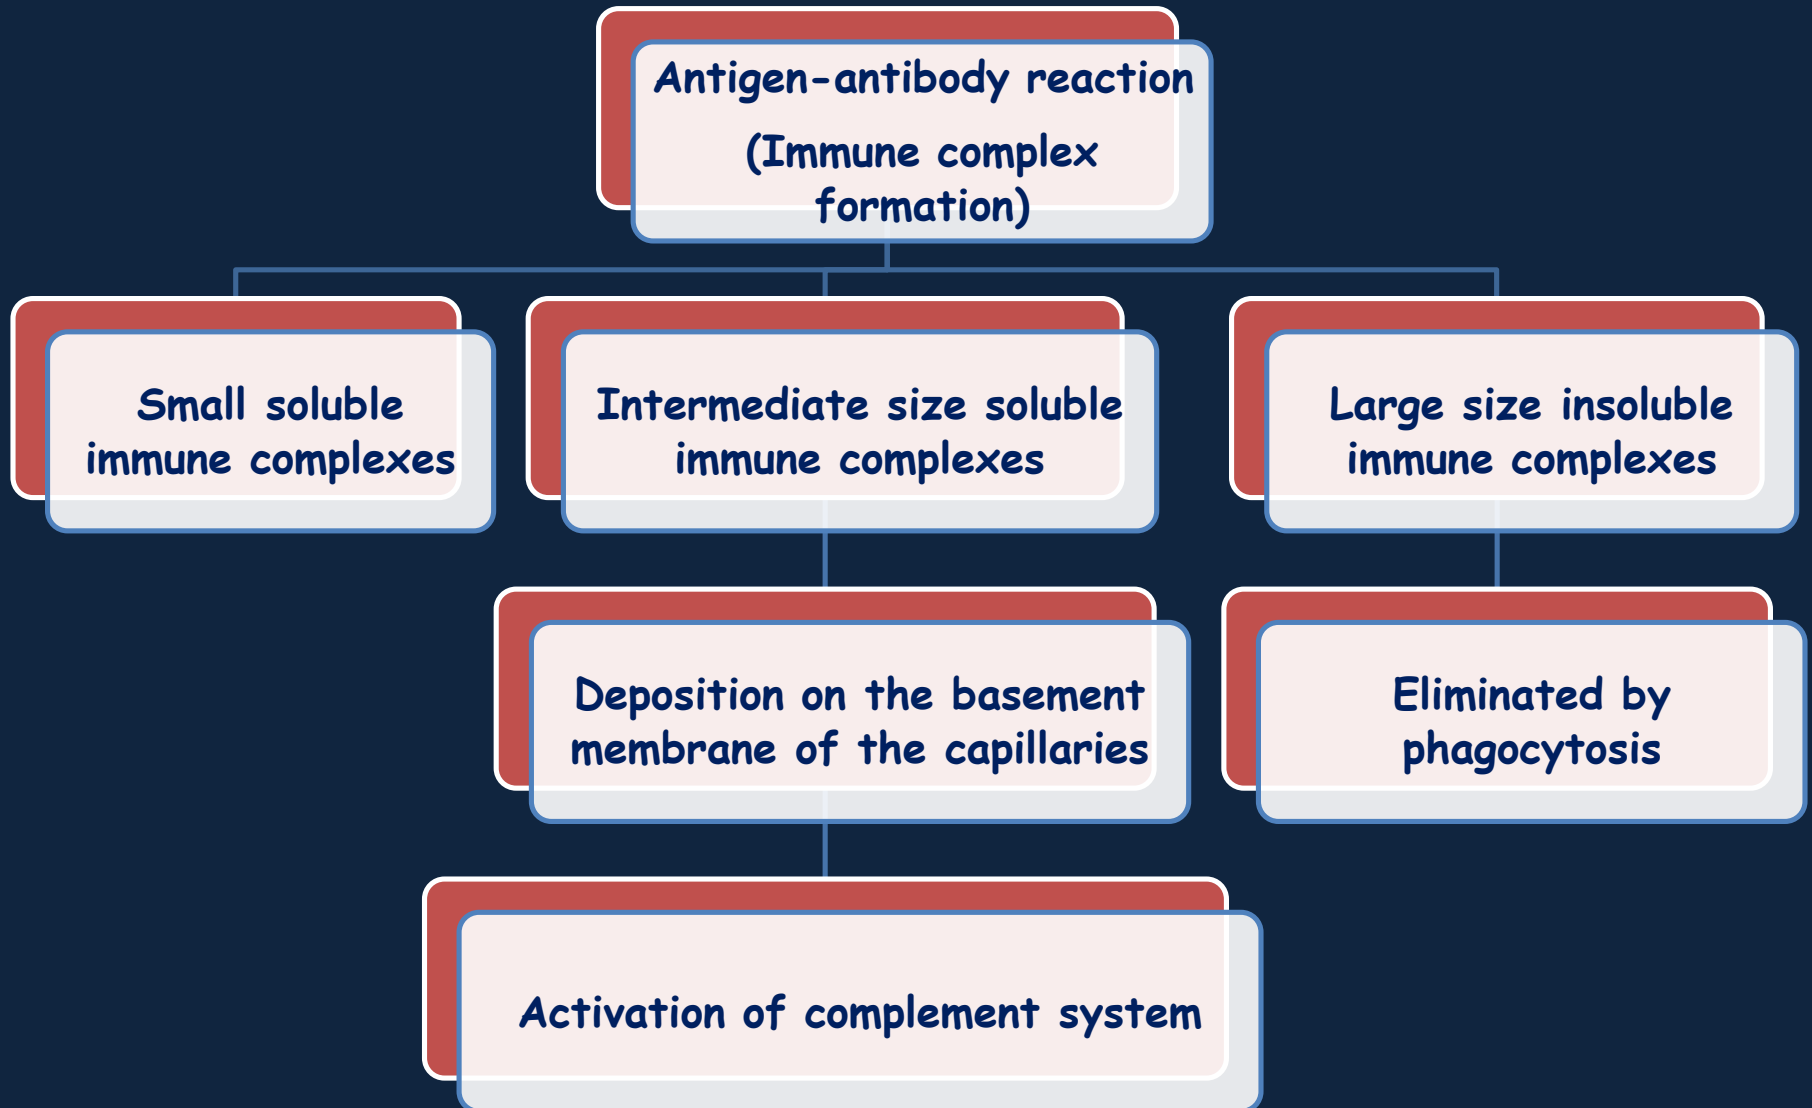 Antigen-antibody reaction
(Immune complex
formation)
Small soluble
immune complexes
Intermediate size soluble
immune complexes
Large size insoluble
immune complexes
Deposition on the basement
membrane of the capillaries
Eliminated by
phagocytosis
Activation of complement system